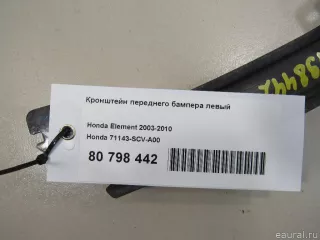 Кронштейн переднего бампера левый
Honda Element 2003-2010
Honda 71143-SCV-A00
80 798 442
eaural.ru